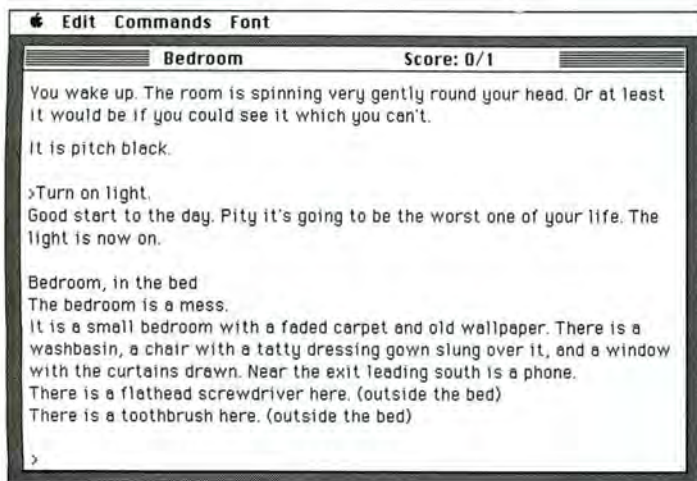 Edit Commands Font
Bedroom Score: 0/1
You wake up. The room is spinning very gently round your head. Or at least
it would be if you could see it which you can't.
It is pitch black.
>Turn on light.
Good start to the day. Pity it's going to be the worst one of your life. The
light is now on.
Bedroom, in the bed
The bedroom is a mess.
It is a small bedroom with a faded carpet and old wallpaper. There is a
washbasin, a chair with a tatty dressing gown slung over it, and a window
with the curtains drawn. Near the exit leading south is a phone.
There is a flathead screwdriver here. (outside the bed)
There is a toothbrush here. (outside the bed)
>